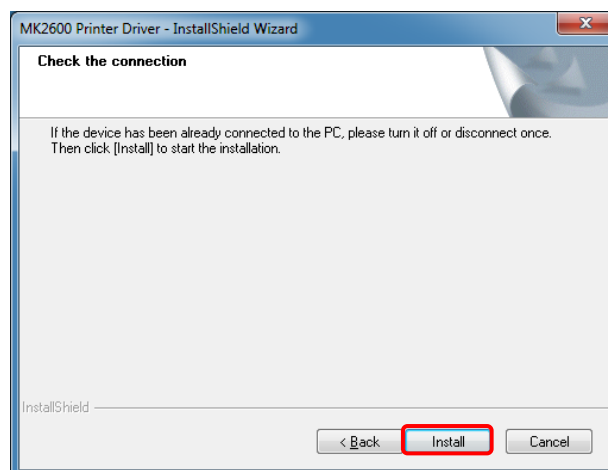 MK2600 Printer Driver - InstallShield Wizard
Check the connection
If the device has been already connected to the PC, please turn it off or disconnect once.
Then click [Install] to start the installation.
InstallShield
< Back Install Cancel